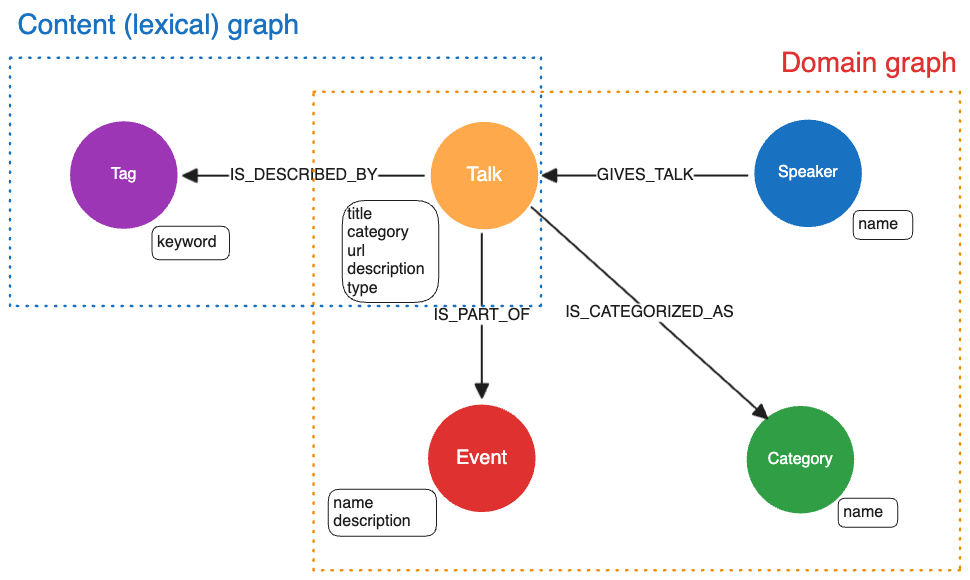 Content (lexical) graph
Domain graph
Tag
IS_DESCRIBED_BY
Talk
GIVES_TALK
Speaker
keyword
title
category
url
description
type
name
IS_PART_OF
IS_CATEGORIZED_AS
Event
Category
name
description
name